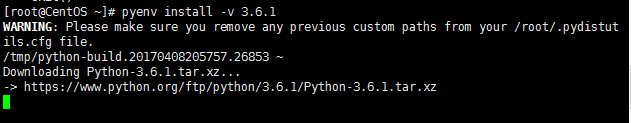 [root@CentOS ~]# pyenv install -v 3.6.1
WARNING: Please make sure you remove any previous custom paths from your /root/.pydistut
ils.cfg file.
/tmp/python-build.20170408205757.26853 ~
Downloading Python-3.6.1.tar.xz...
-> https://www.python.org/ftp/python/3.6.1/Python-3.6.1.tar.xz